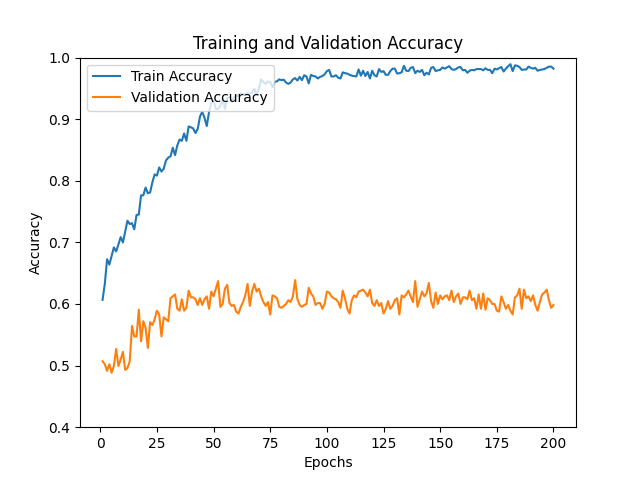 Training and Validation Accuracy
Train Accuracy
Validation Accuracy
Accuracy
1.0
0.9
0.8
0.7
0.6
0.5
0.4
0 25 50 75 100 125 150 175 200
Epochs